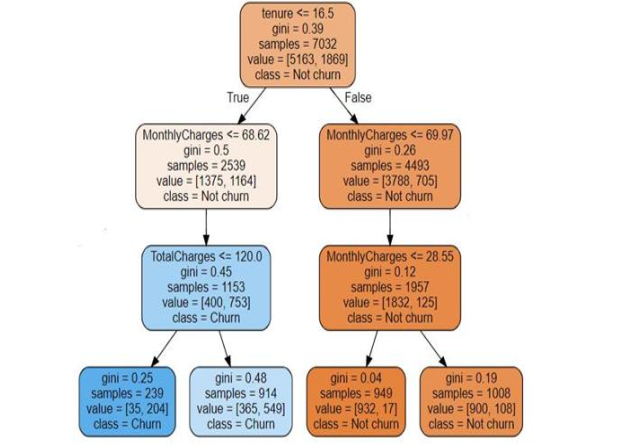 tenure <= 16.5
gini = 0.39
samples = 7032
value = [5163, 1869]
class = Not churn
True
False
MonthlyCharges <= 68.62
gini = 0.5
samples = 2539
value = [1375, 1164]
class = Not churn
MonthlyCharges <= 69.97
gini = 0.26
samples = 4493
value = [3788, 705]
class = Not churn
TotalCharges <= 120.0
gini = 0.45
samples = 1153
value = [400, 753]
class = Churn
MonthlyCharges <= 28.55
gini = 0.12
samples = 1957
value = [1832, 125]
class = Not churn
gini = 0.25
samples = 239
value = [35, 204]
class = Churn
gini = 0.48
samples = 914
value = [365, 549]
class = Churn
gini = 0.04
samples = 949
value = [932, 17]
class = Not churn
gini = 0.19
samples = 1008
value = [900, 108]
class = Not churn